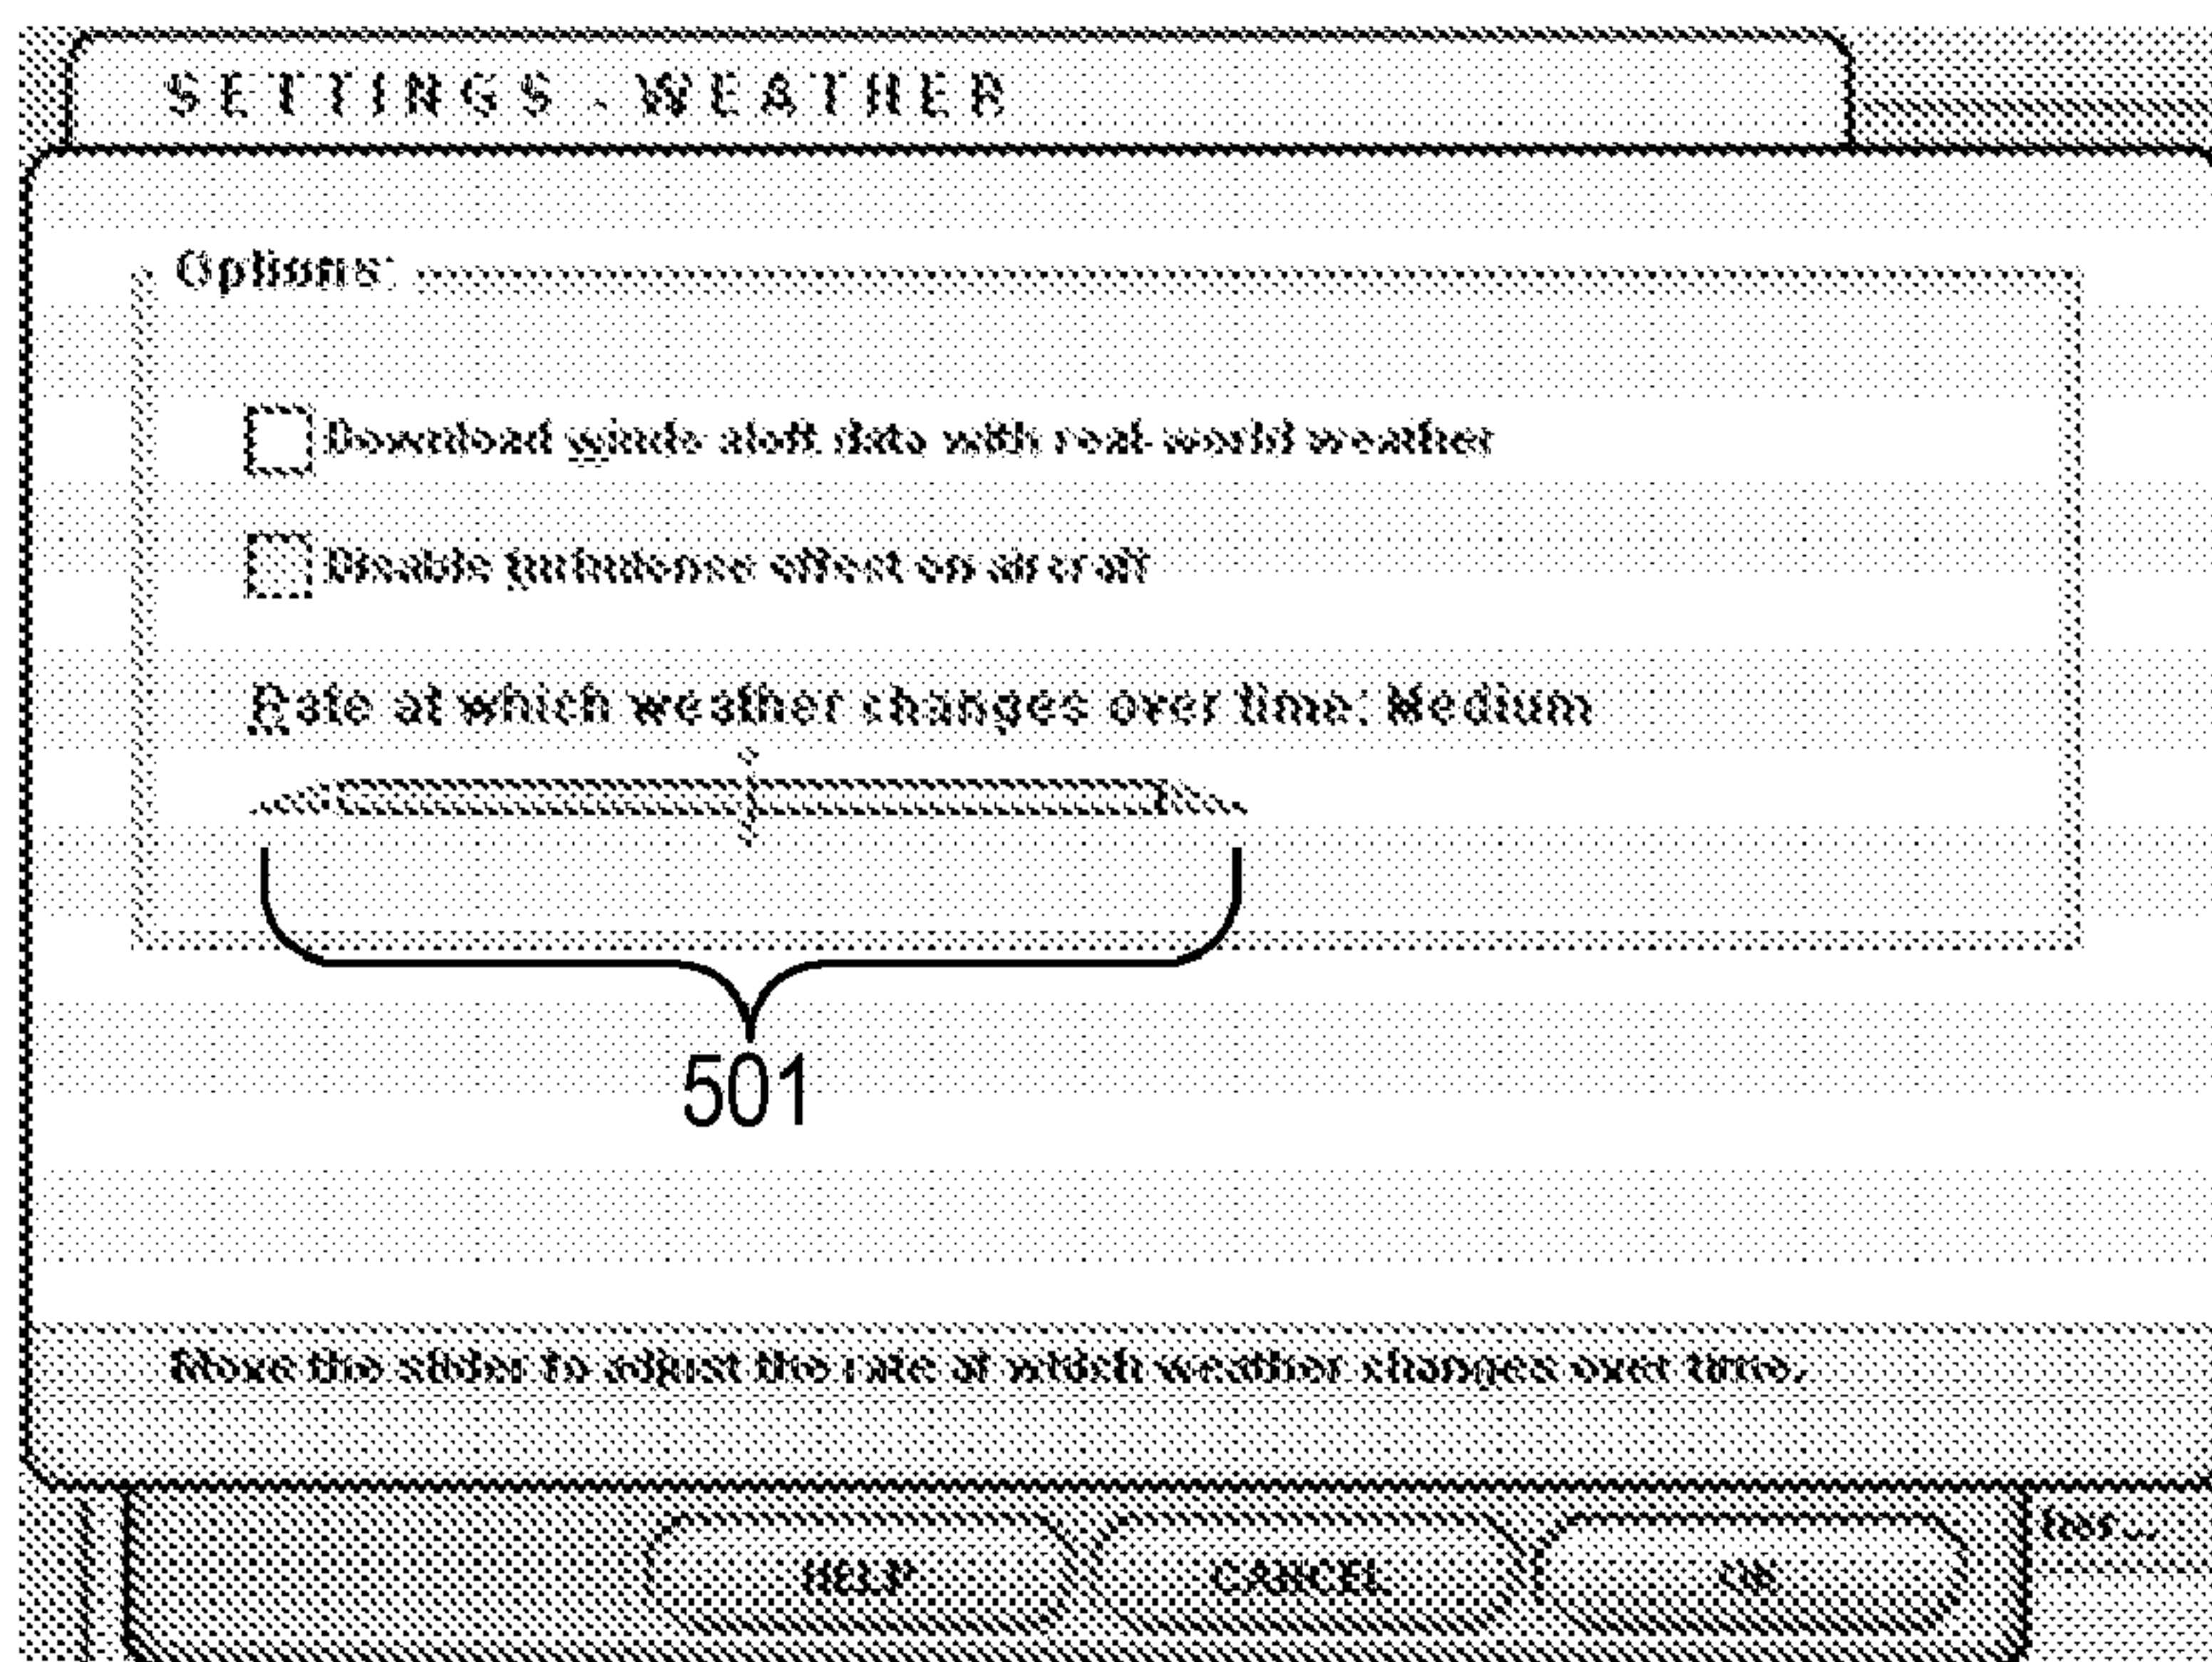 SETTINGS - WEATHER
Options:
Download winds aloft data with real-world weather
Disable turbulence effect on aircraft
Rate at which weather changes over time: Medium
501
Move the slider to adjust the rate at which weather changes over time.
HELP CANCEL OK